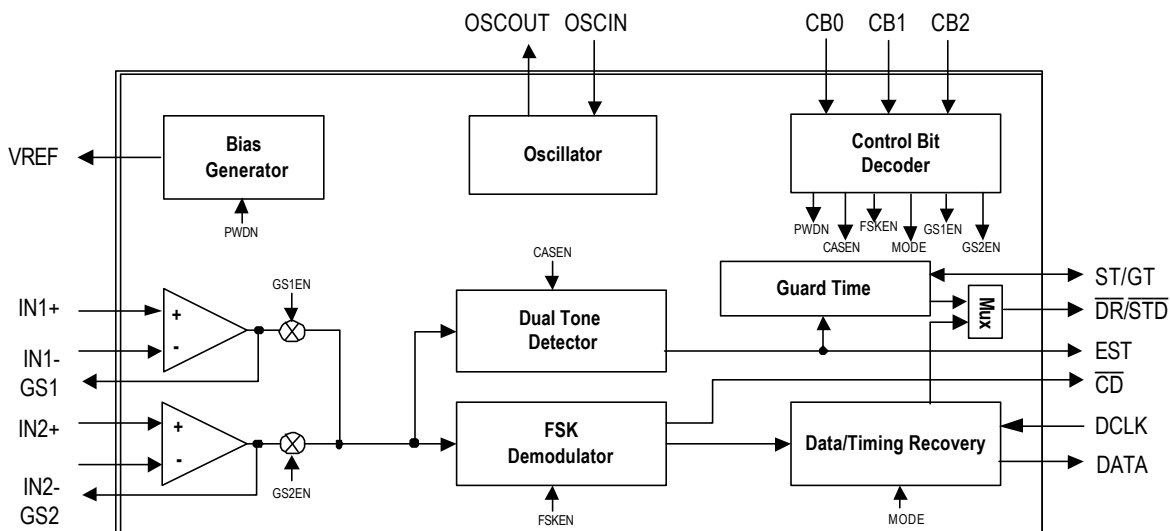 OSCOUT OSCIN CB0 CB1 CB2
VREF
Bias
Generator
PWDN
Oscillator
Control Bit
Decoder
PWDN CASEN FSKEN MODE GS1EN GS2EN
CASEN
GS1EN
IN1+
+
-
IN1-
GS1
Dual Tone
Detector
Guard Time
Mux
ST/GT
DR/STD
EST
CD
IN2+
+
-
IN2-
GS2
GS2EN
FSK
Demodulator
FSKEN
Data/Timing Recovery
MODE
DCLK
DATA